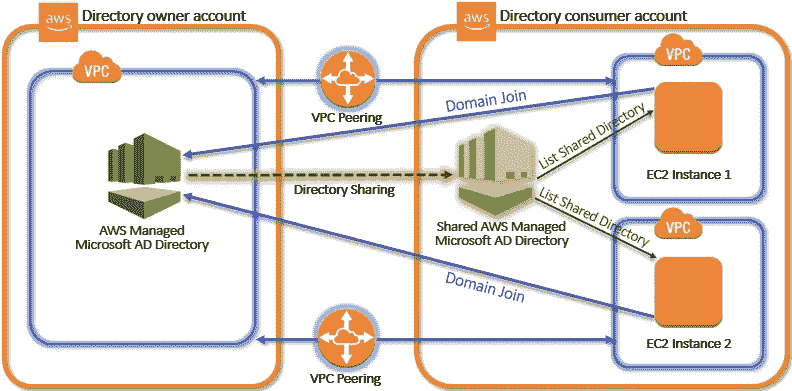 aws
Directory owner account
aws
Directory consumer account
VPC
VPC
VPC Peering
Domain Join
List Shared Directory
EC2 Instance 1
Directory Sharing
AWS Managed
Microsoft AD Directory
Shared AWS Managed
Microsoft AD Directory
List Shared Directory
VPC
Domain Join
EC2 Instance 2
VPC Peering